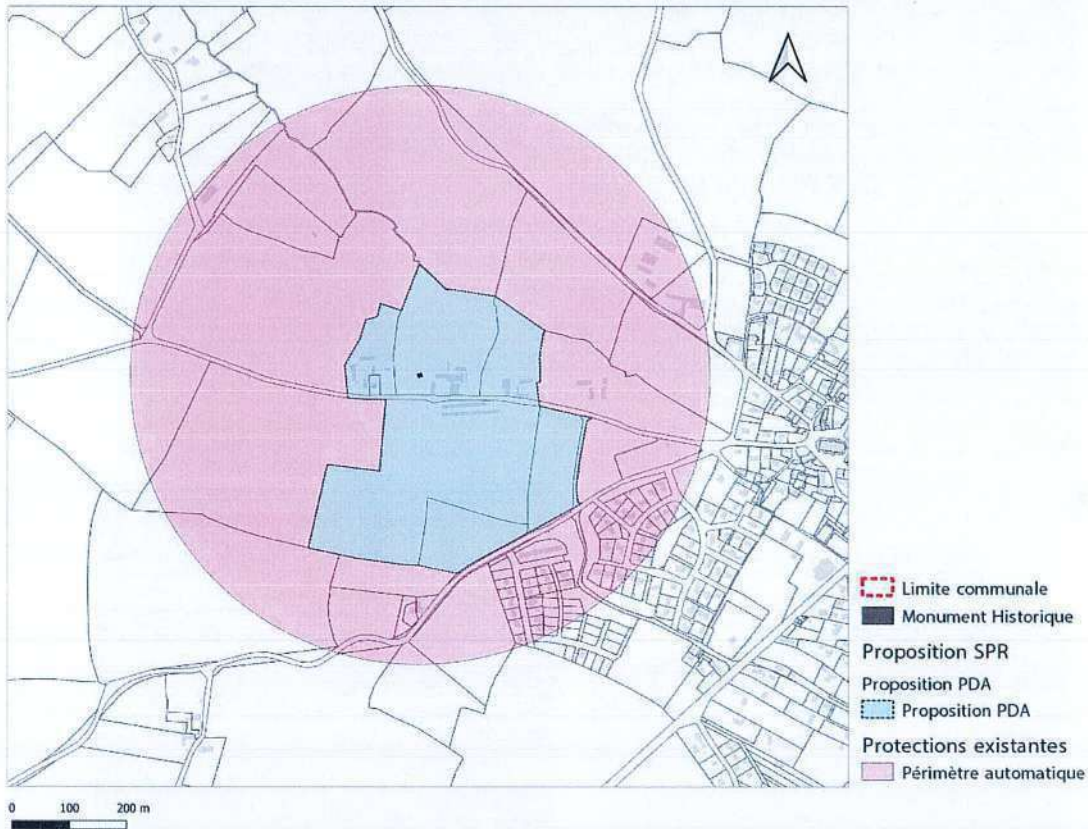 Limite communale
Monument Historique
Proposition SPR
Proposition PDA
Proposition PDA
Protections existantes
Périmètre automatique
0 100 200 m